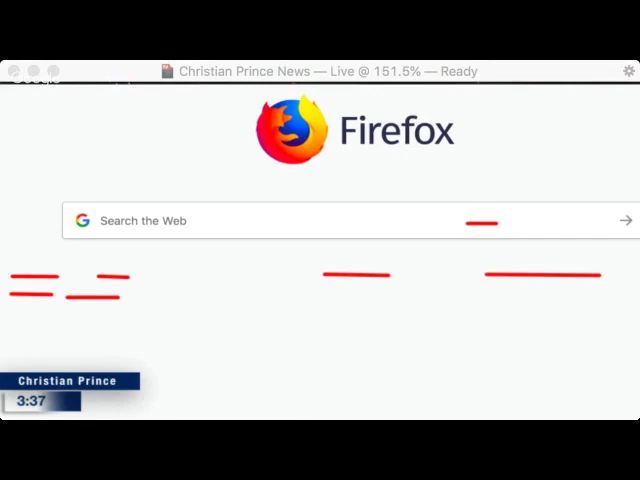 Christian Prince News — Live @ 151.5% — Ready
Firefox
Search the Web
Christian Prince
3:37